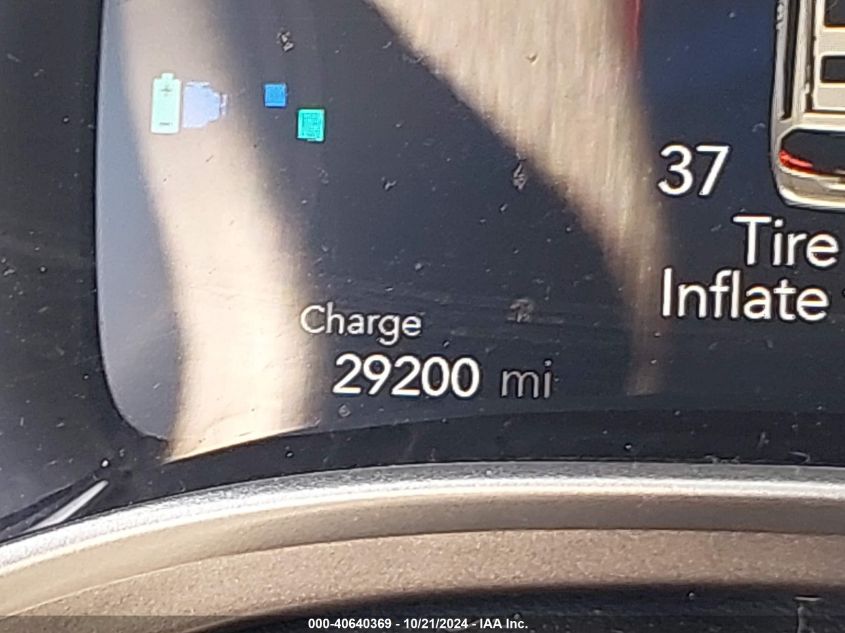 37
Tire
Inflate
Charge
29200 mi
000-40640369 - 10/21/2024 - IAA Inc.